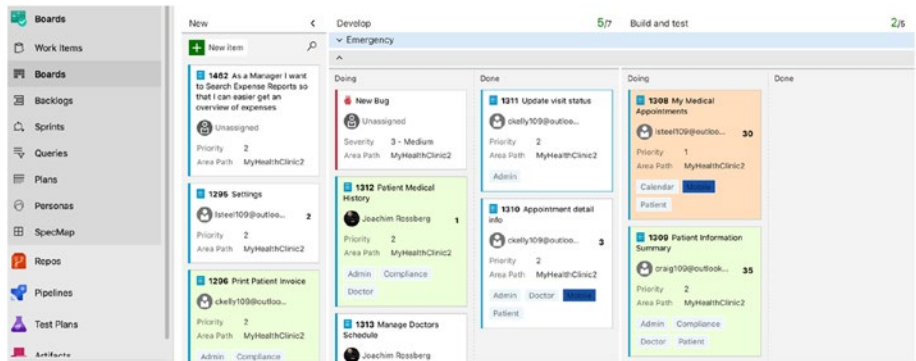 Boards
Work Items
Boards
Backlogs
Sprints
Queries
Plans
Personas
SpecMap
Repos
Pipelines
Test Plans
Artifacts
New
New item
1482 As a Manager I want
to Search Expense Reports so
that I can easier get an
overview of expenses
Unassigned
Priority 2
Area Path MyHealthClinic2
1295 Settings
lsteel109@outloo... 2
Priority 2
Area Path MyHealthClinic2
1296 Print Patient Invoice
ckelly109@outloo...
Priority 2
Area Path MyHealthClinic2
Admin Compliance
Develop 5/7
Emergency
Doing
New Bug
Unassigned
Severity 3 - Medium
Area Path MyHealthClinic2
1312 Patient Medical
History
Joachim Rossberg 1
Priority 2
Area Path MyHealthClinic2
Admin Compliance
Doctor
1313 Manage Doctors
Schedule
Joachim Rossberg
Done
1311 Update visit status
ckelly109@outloo...
Priority 2
Area Path MyHealthClinic2
Admin
1310 Appointment detail
info
ckelly109@outloo... 3
Priority 2
Area Path MyHealthClinic2
Admin Doctor Mobile
Patient
Build and test 2/5
Doing
1308 My Medical
Appointments
lsteel109@outloo... 30
Priority 1
Area Path MyHealthClinic2
Calendar Mobile
Patient
1309 Patient Information
Summary
craig109@outlook... 35
Priority 2
Area Path MyHealthClinic2
Admin Compliance
Doctor Patient
Done